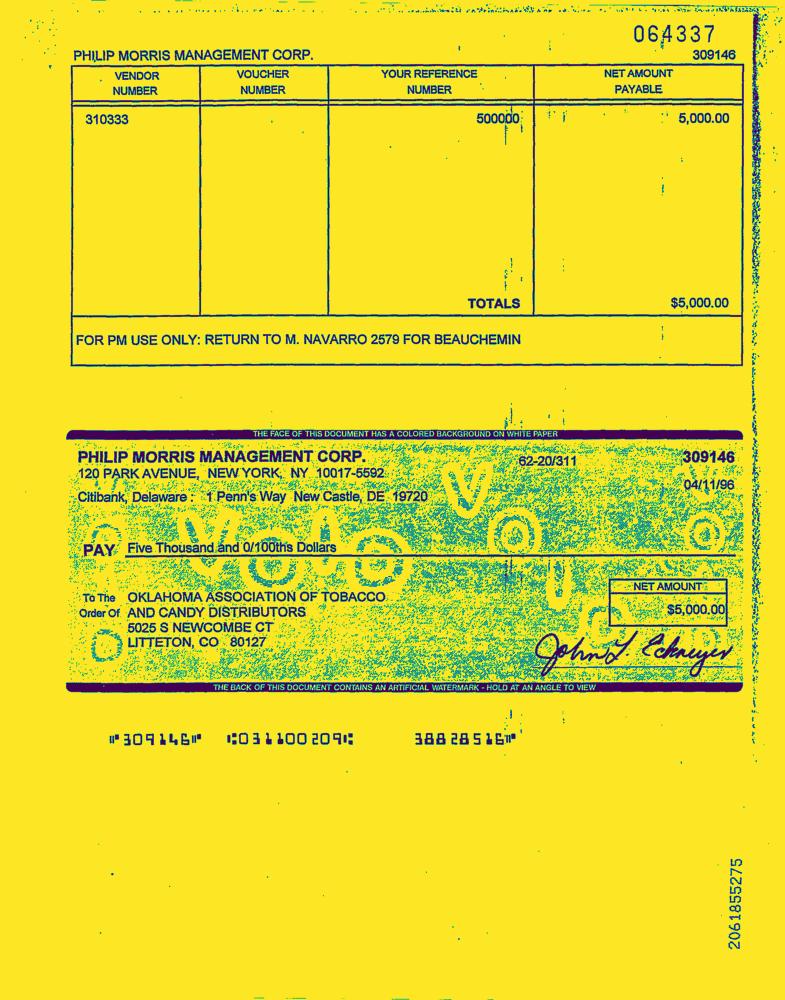 064337
PHILIP MORRIS MANAGEMENT CORP.
309146
VENDOR NUMBER VOUCHER NUMBER YOUR REFERENCE NUMBER NET AMOUNT PAYABLE
310333 500000 5,000.00
TOTALS $5,000.00
FOR PM USE ONLY: RETURN TO M. NAVARRO 2579 FOR BEAUCHEMIN
THE FACE OF THIS DOCUMENT HAS A COLORED BACKGROUND ON WHITE PAPER
PHILIP MORRIS MANAGEMENT CORP. 62-20/311 309146
120 PARK AVENUE, NEW YORK, NY 10017-5592
04/11/96
Citibank, Delaware : 1 Penn's Way New Castle, DE 19720
VOID VOID
PAY Five Thousand and 0/100ths Dollars
NET AMOUNT
To The OKLAHOMA ASSOCIATION OF TOBACCO
Order Of AND CANDY DISTRIBUTORS $5,000.00
5025 S NEWCOMBE CT
LITTETON, CO 80127
THE BACK OF THIS DOCUMENT CONTAINS AN ARTIFICIAL WATERMARK - HOLD AT AN ANGLE TO VIEW
⑈309146⑈ ⑆031100209⑆ 38828516⑈
2061855275